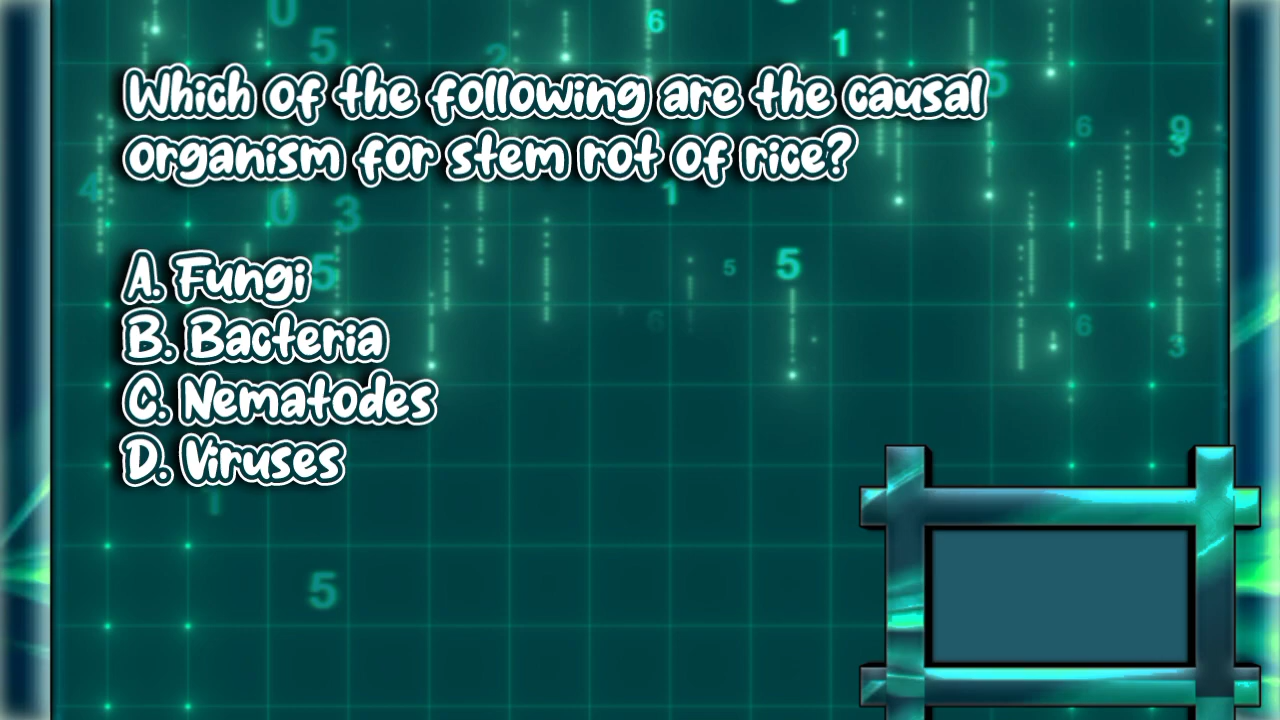 Which of the following are the causal
organism for stem rot of rice?
A. Fungi
B. Bacteria
C. Nematodes
D. Viruses